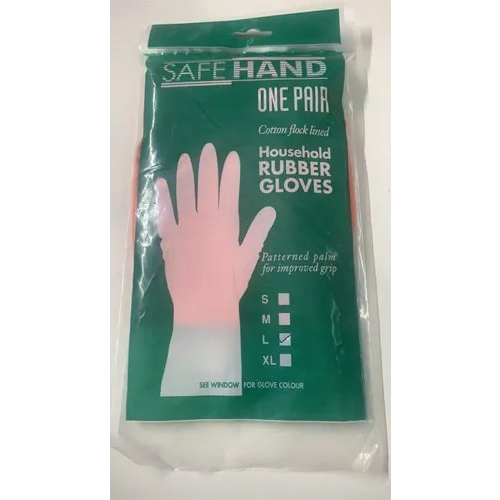 SAFE HAND
ONE PAIR
Cotton flock lined
Household
RUBBER
GLOVES
Patterned palm
for improved grip
S
M
L
XL
SEE WINDOW FOR GLOVE COLOUR